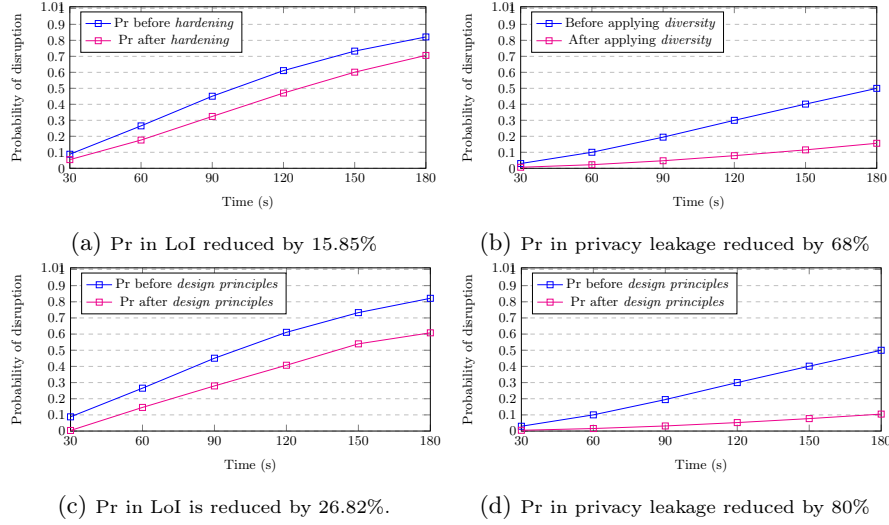 1.01
0.9
0.8
0.7
0.6
0.5
0.4
0.3
0.2
0.1
0
Probability of disruption
Pr before hardening
Pr after hardening
30 60 90 120 150 180
Time (s)
(a) Pr in LoI reduced by 15.85%
1.01
0.9
0.8
0.7
0.6
0.5
0.4
0.3
0.2
0.1
0
Probability of disruption
Before applying diversity
After applying diversity
30 60 90 120 150 180
Time (s)
(b) Pr in privacy leakage reduced by 68%
1.01
0.9
0.8
0.7
0.6
0.5
0.4
0.3
0.2
0.1
0
Probability of disruption
Pr before design principles
Pr after design principles
30 60 90 120 150 180
Time (s)
(c) Pr in LoI is reduced by 26.82%.
1.01
0.9
0.8
0.7
0.6
0.5
0.4
0.3
0.2
0.1
0
Probability of disruption
Pr before design principles
Pr after design principles
30 60 90 120 150 180
Time (s)
(d) Pr in privacy leakage reduced by 80%